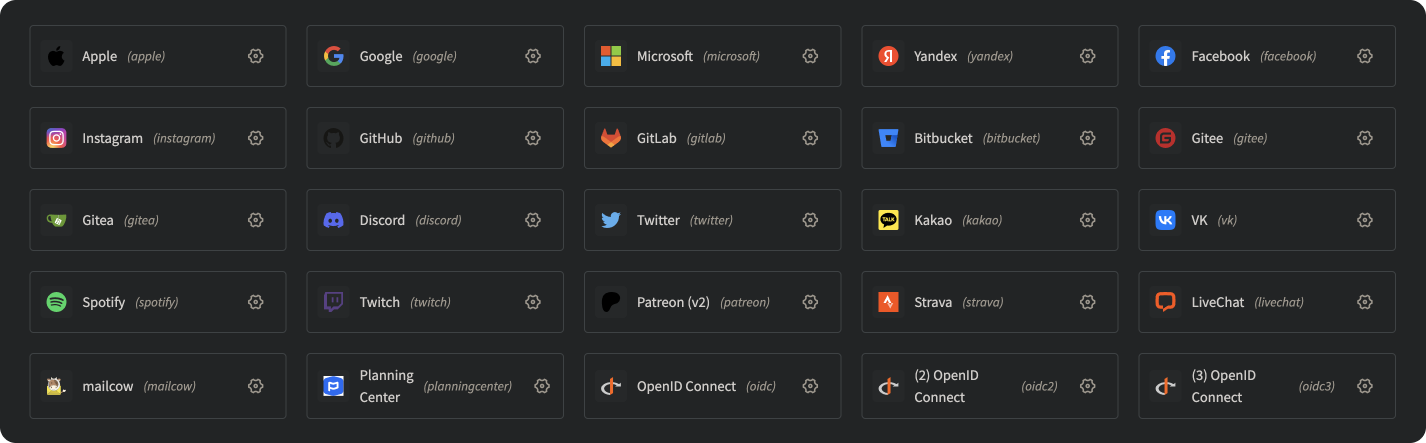 Apple (apple)
Google (google)
Microsoft (microsoft)
Yandex (yandex)
Facebook (facebook)
Instagram (instagram)
GitHub (github)
GitLab (gitlab)
Bitbucket (bitbucket)
Gitee (gitee)
Gitea (gitea)
Discord (discord)
Twitter (twitter)
TALK
Kakao (kakao)
VK (vk)
Spotify (spotify)
Twitch (twitch)
Patreon (v2) (patreon)
Strava (strava)
LiveChat (livechat)
mailcow (mailcow)
Planning
Center (planningcenter)
OpenID Connect (oidc)
(2) OpenID
Connect (oidc2)
(3) OpenID
Connect (oidc3)